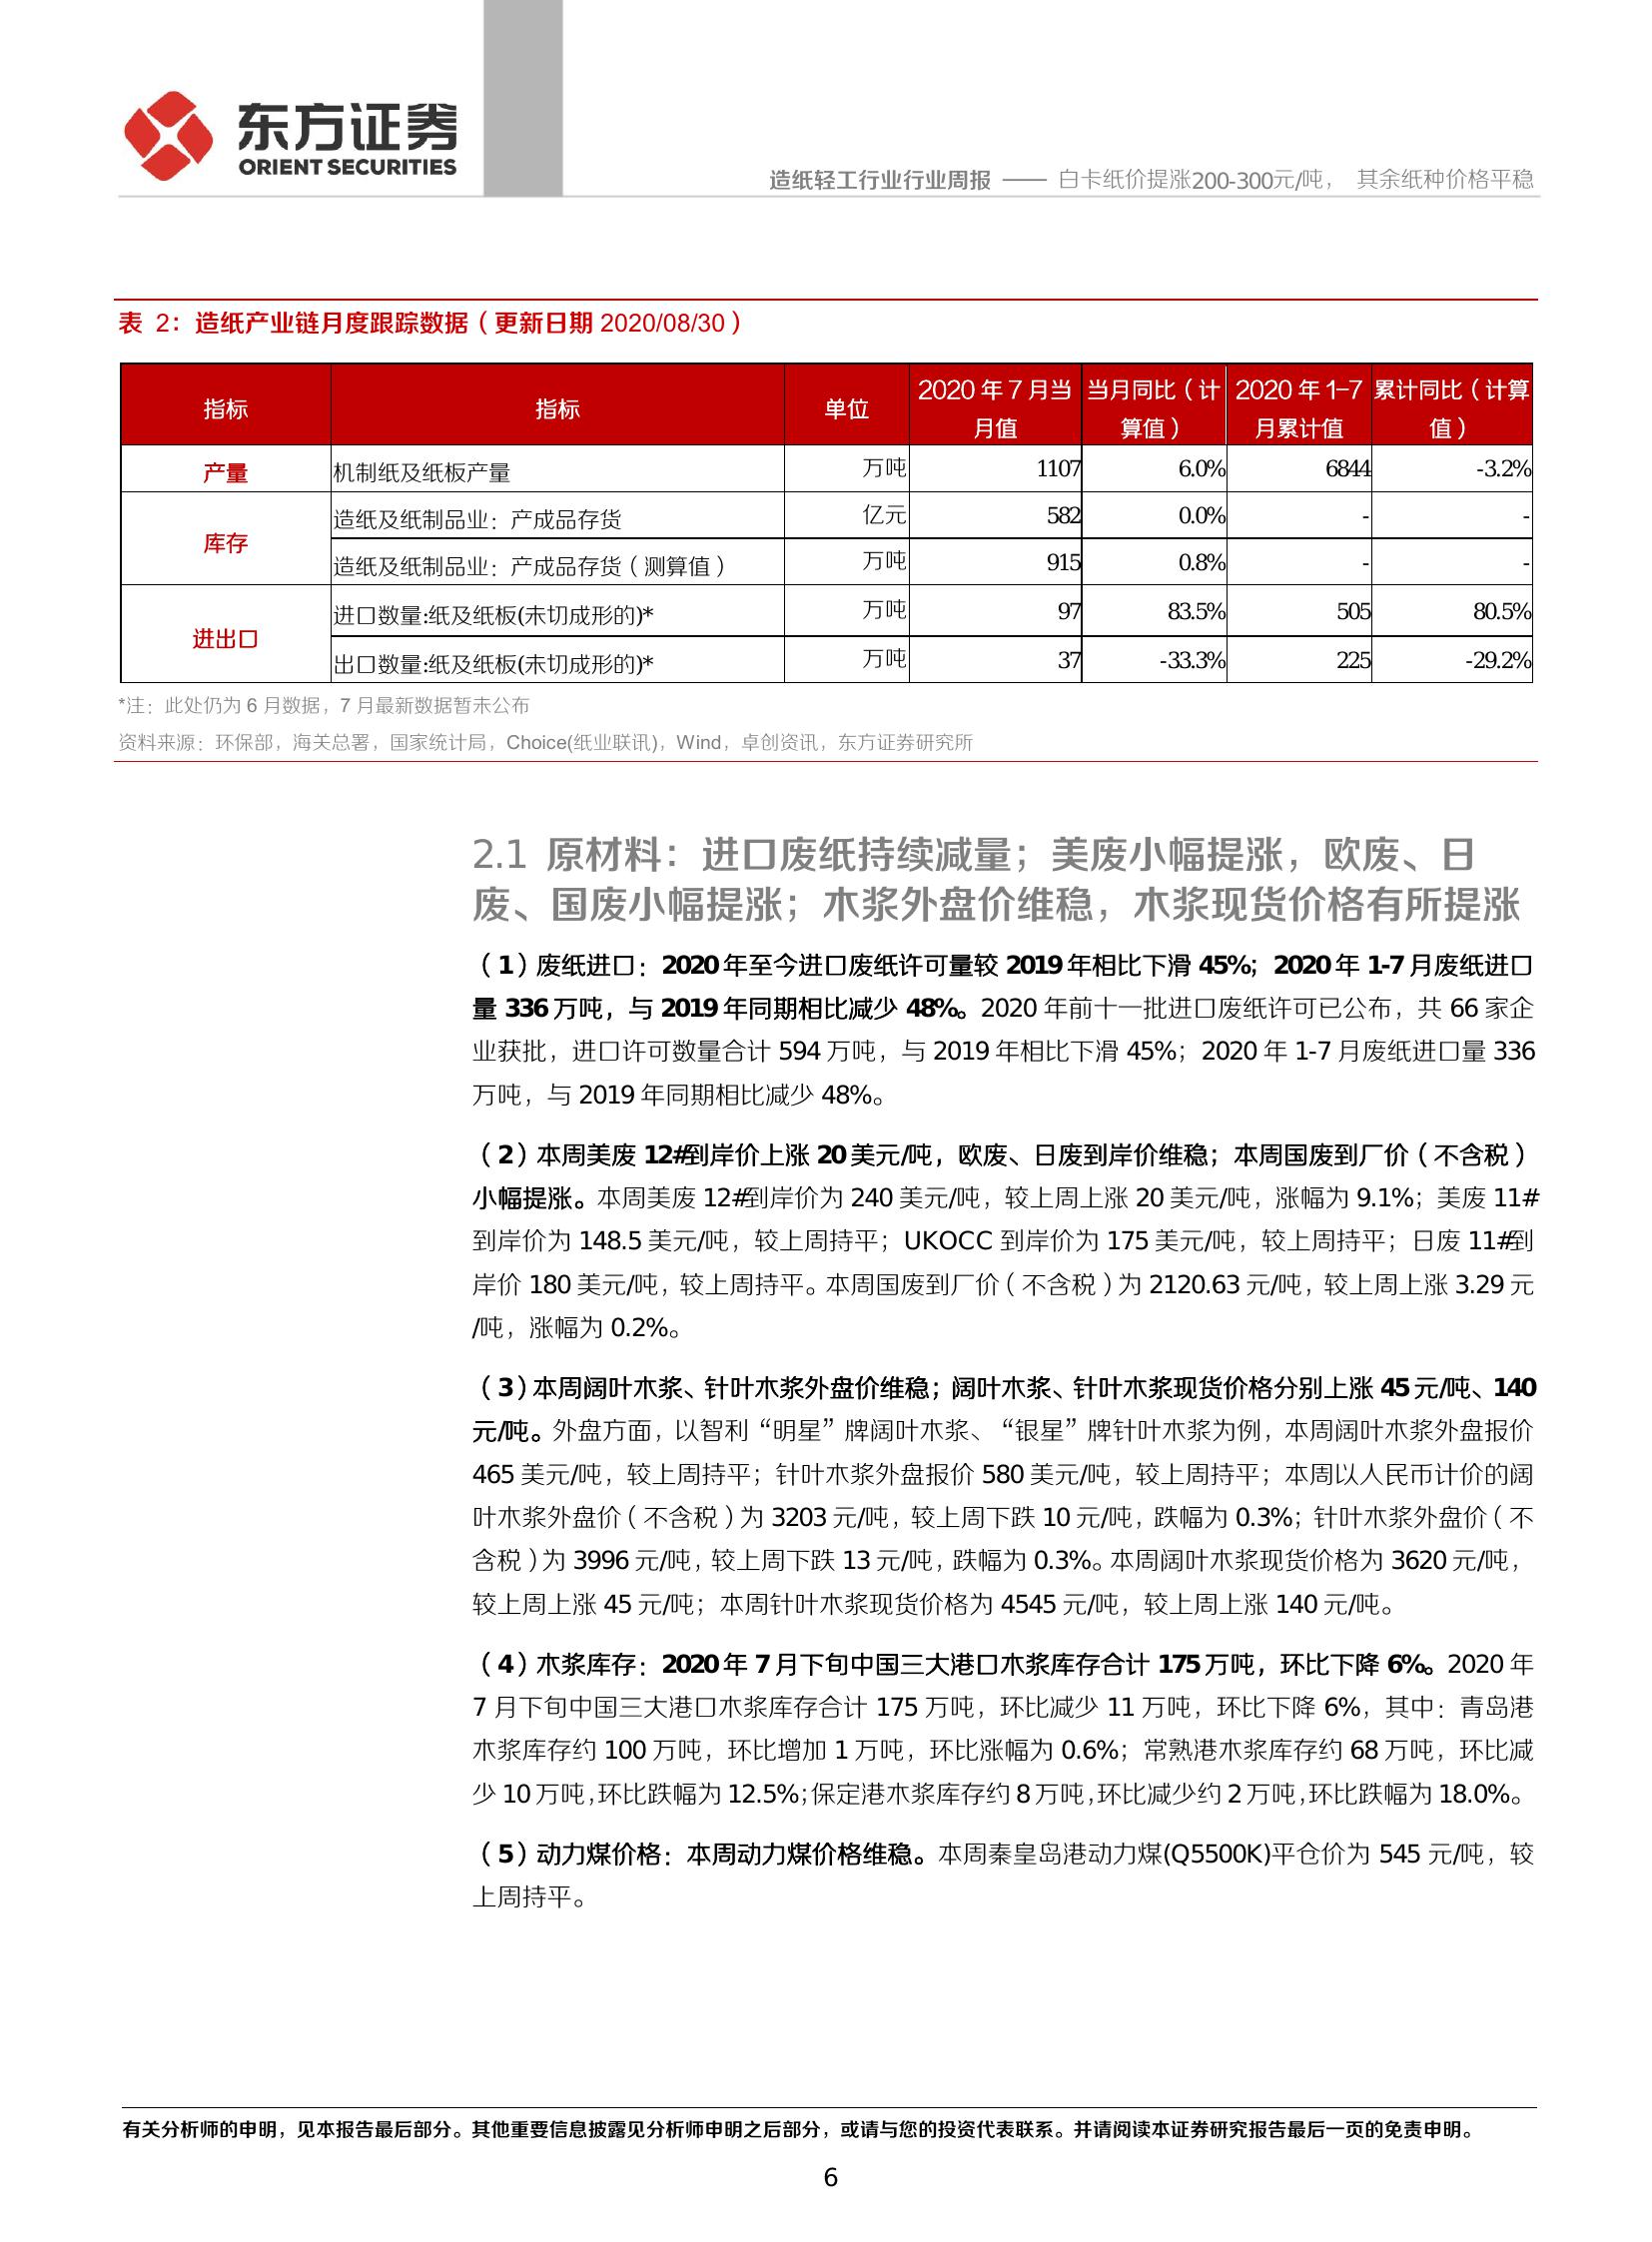 东方证券
ORIENT SECURITIES
造纸轻工行业行业周报 —— 白卡纸价提涨200-300元/吨， 其余纸种价格平稳
表 2：造纸产业链月度跟踪数据（更新日期 2020/08/30）
指标 指标 单位 2020 年 7 月当月值 当月同比（计算值） 2020 年 1-7 月累计值 累计同比（计算值）
产量 机制纸及纸板产量 万吨 1107 6.0% 6844 -3.2%
库存 造纸及纸制品业：产成品存货 亿元 582 0.0% - -
造纸及纸制品业：产成品存货（测算值） 万吨 915 0.8% - -
进出口 进口数量:纸及纸板(未切成形的)* 万吨 97 83.5% 505 80.5%
出口数量:纸及纸板(未切成形的)* 万吨 37 -33.3% 225 -29.2%
*注：此处仍为 6 月数据，7 月最新数据暂未公布
资料来源：环保部，海关总署，国家统计局，Choice(纸业联讯)，Wind，卓创资讯，东方证券研究所
2.1 原材料：进口废纸持续减量；美废小幅提涨，欧废、日
废、国废小幅提涨；木浆外盘价维稳，木浆现货价格有所提涨
（1）废纸进口：2020 年至今进口废纸许可量较 2019 年相比下滑 45%；2020 年 1-7 月废纸进口
量 336 万吨，与 2019 年同期相比减少 48%。2020 年前十一批进口废纸许可已公布，共 66 家企
业获批，进口许可数量合计 594 万吨，与 2019 年相比下滑 45%；2020 年 1-7 月废纸进口量 336
万吨，与 2019 年同期相比减少 48%。
（2）本周美废 12#到岸价上涨 20 美元/吨，欧废、日废到岸价维稳；本周国废到厂价（不含税）
小幅提涨。本周美废 12#到岸价为 240 美元/吨，较上周上涨 20 美元/吨，涨幅为 9.1%；美废 11#
到岸价为 148.5 美元/吨，较上周持平；UKOCC 到岸价为 175 美元/吨，较上周持平；日废 11#到
岸价 180 美元/吨，较上周持平。本周国废到厂价（不含税）为 2120.63 元/吨，较上周上涨 3.29 元
/吨，涨幅为 0.2%。
（3）本周阔叶木浆、针叶木浆外盘价维稳；阔叶木浆、针叶木浆现货价格分别上涨 45 元/吨、140
元/吨。外盘方面，以智利“明星”牌阔叶木浆、“银星”牌针叶木浆为例，本周阔叶木浆外盘报价
465 美元/吨，较上周持平；针叶木浆外盘报价 580 美元/吨，较上周持平；本周以人民币计价的阔
叶木浆外盘价（不含税）为 3203 元/吨，较上周下跌 10 元/吨，跌幅为 0.3%；针叶木浆外盘价（不
含税）为 3996 元/吨，较上周下跌 13 元/吨，跌幅为 0.3%。本周阔叶木浆现货价格为 3620 元/吨，
较上周上涨 45 元/吨；本周针叶木浆现货价格为 4545 元/吨，较上周上涨 140 元/吨。
（4）木浆库存：2020 年 7 月下旬中国三大港口木浆库存合计 175 万吨，环比下降 6%。2020 年
7 月下旬中国三大港口木浆库存合计 175 万吨，环比减少 11 万吨，环比下降 6%，其中：青岛港
木浆库存约 100 万吨，环比增加 1 万吨，环比涨幅为 0.6%；常熟港木浆库存约 68 万吨，环比减
少 10 万吨，环比跌幅为 12.5%；保定港木浆库存约 8 万吨，环比减少约 2 万吨，环比跌幅为 18.0%。
（5）动力煤价格：本周动力煤价格维稳。本周秦皇岛港动力煤(Q5500K)平仓价为 545 元/吨，较
上周持平。
有关分析师的申明，见本报告最后部分。其他重要信息披露见分析师申明之后部分，或请与您的投资代表联系。并请阅读本证券研究报告最后一页的免责申明。
6